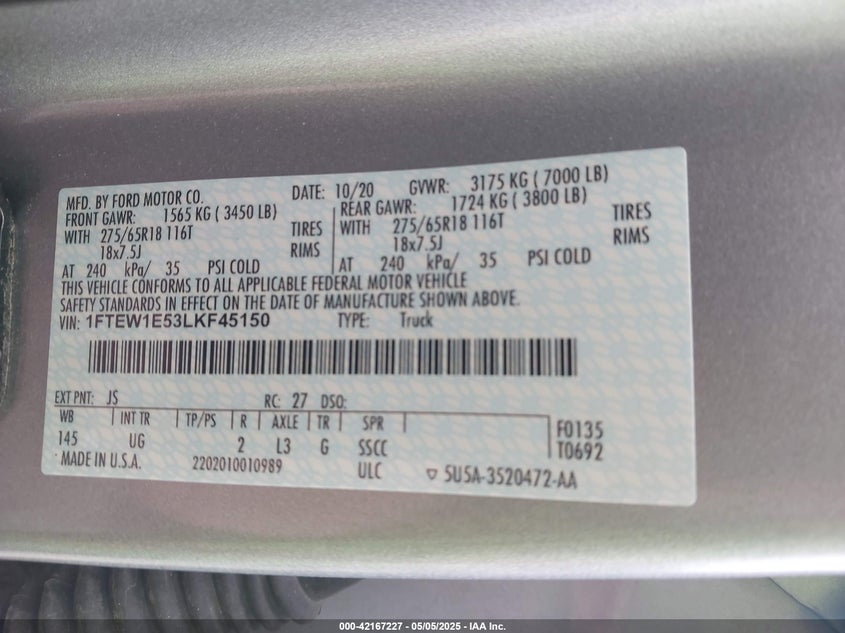 MFD. BY FORD MOTOR CO. DATE: 10/20 GVWR: 3175 KG ( 7000 LB)
FRONT GAWR: 1565 KG ( 3450 LB) REAR GAWR: 1724 KG ( 3800 LB)
WITH 275/65R18 116T TIRES WITH 275/65R18 116T TIRES
18x7.5J RIMS 18x7.5J RIMS
AT 240 kPa/ 35 PSI COLD AT 240 kPa/ 35 PSI COLD
THIS VEHICLE CONFORMS TO ALL APPLICABLE FEDERAL MOTOR VEHICLE
SAFETY STANDARDS IN EFFECT ON THE DATE OF MANUFACTURE SHOWN ABOVE.
VIN: 1FTEW1E53LKF45150 TYPE: Truck
EXT PNT: JS RC: 27 DSO:
WB INT TR TP/PS R AXLE TR SPR F0135
145 UG 2 L3 G SSCC T0692
MADE IN U.S.A. 2202010010989 ULC ▽ 5U5A-3520472-AA
000-42167227 - 05/05/2025 - IAA Inc.